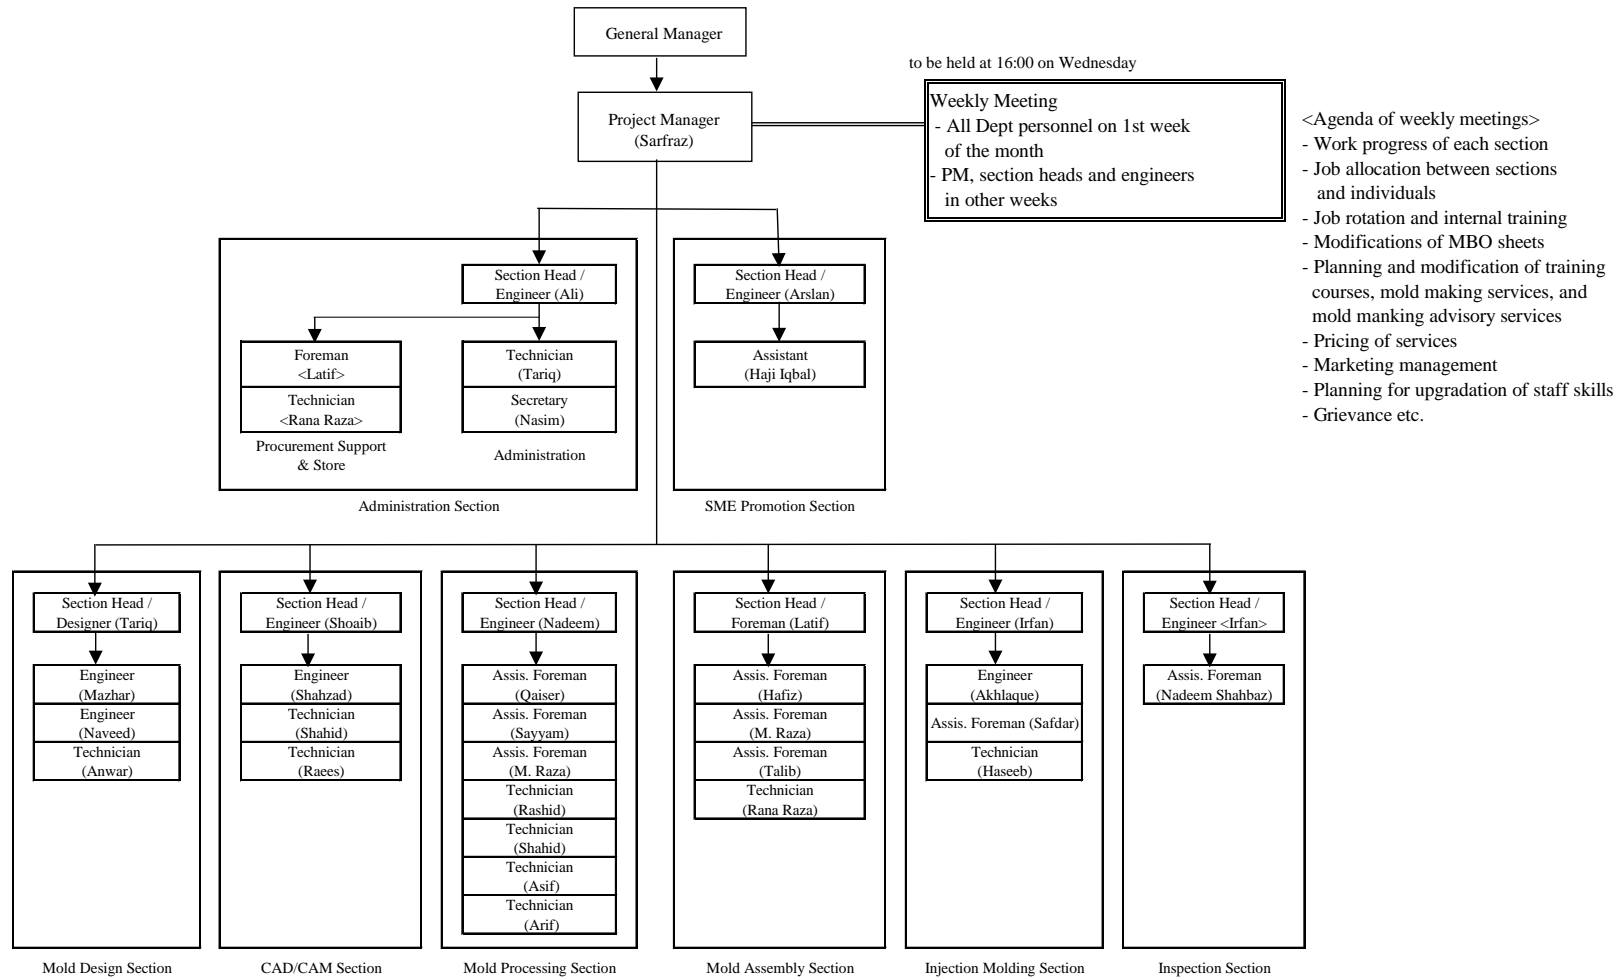 General Manager
to be held at 16:00 on Wednesday
Project Manager
(Sarfraz)
Weekly Meeting
- All Dept personnel on 1st week
of the month
- PM, section heads and engineers
in other weeks
<Agenda of weekly meetings>
- Work progress of each section
- Job allocation between sections
and individuals
- Job rotation and internal training
- Modifications of MBO sheets
- Planning and modification of training
courses, mold making services, and
mold manking advisory services
- Pricing of services
- Marketing management
- Planning for upgradation of staff skills
- Grievance etc.
Section Head /
Engineer (Ali)
Foreman
<Latif>
Technician
<Rana Raza>
Procurement Support
& Store
Technician
(Tariq)
Secretary
(Nasim)
Administration
Administration Section
Section Head /
Engineer (Arslan)
Assistant
(Haji Iqbal)
SME Promotion Section
Section Head /
Designer (Tariq)
Engineer
(Mazhar)
Engineer
(Naveed)
Technician
(Anwar)
Mold Design Section
Section Head /
Engineer (Shoaib)
Engineer
(Shahzad)
Technician
(Shahid)
Technician
(Raees)
CAD/CAM Section
Section Head /
Engineer (Nadeem)
Assis. Foreman
(Qaiser)
Assis. Foreman
(Sayyam)
Assis. Foreman
(M. Raza)
Technician
(Rashid)
Technician
(Shahid)
Technician
(Asif)
Technician
(Arif)
Mold Processing Section
Section Head /
Foreman (Latif)
Assis. Foreman
(Hafiz)
Assis. Foreman
(M. Raza)
Assis. Foreman
(Talib)
Technician
(Rana Raza)
Mold Assembly Section
Section Head /
Engineer (Irfan)
Engineer
(Akhlaque)
Assis. Foreman (Safdar)
Technician
(Haseeb)
Injection Molding Section
Section Head /
Engineer <Irfan>
Assis. Foreman
(Nadeem Shahbaz)
Inspection Section